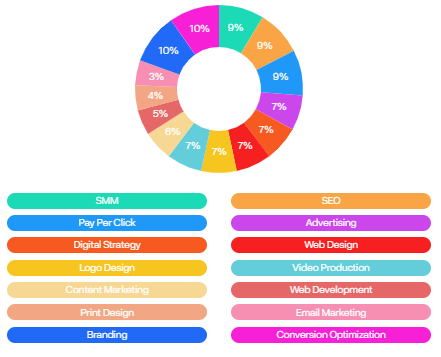 10%
9%
10%
9%
9%
3%
4%
7%
5%
7%
6%
7%
7%
7%
SMM
SEO
Pay Per Click
Advertising
Digital Strategy
Web Design
Logo Design
Video Production
Content Marketing
Web Development
Print Design
Email Marketing
Branding
Conversion Optimization